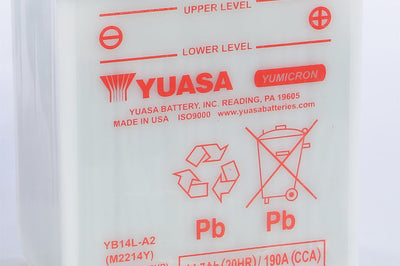 UPPER LEVEL
LOWER LEVEL
YUASA YUMICRON
YUASA BATTERY, INC. READING, PA 19605
MADE IN USA ISO9000 www.yuasabatteries.com
Pb Pb
YB14L-A2
(M2214Y)
(20HR)/ 190A (CCA)